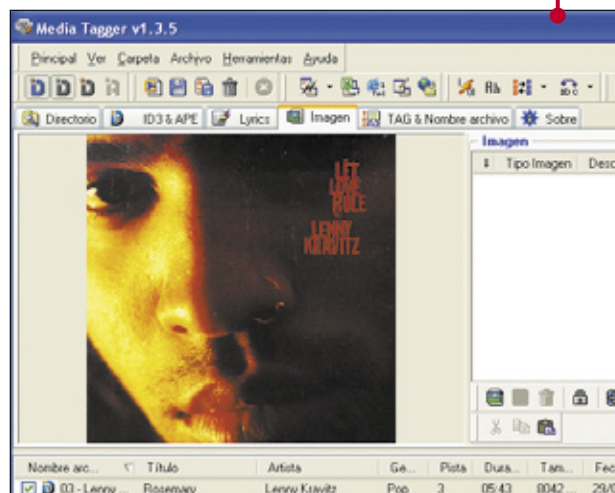 Media Tagger v1.3.5
Principal Ver Carpeta Archivo Herramientas Ayuda
Directorio ID3 & APE Lyrics Imagen TAG & Nombre archivo Sobre
LET
LOVE
RULE
LENNY
KRAVITZ
Imagen
Tipo Imagen Desc
Nombre arc... Título Artista Ge... Pista Dura... Tam... Fec
03 - Lenny ... Rosemary Lenny Kravitz Pop 3 05:43 8042... 29/